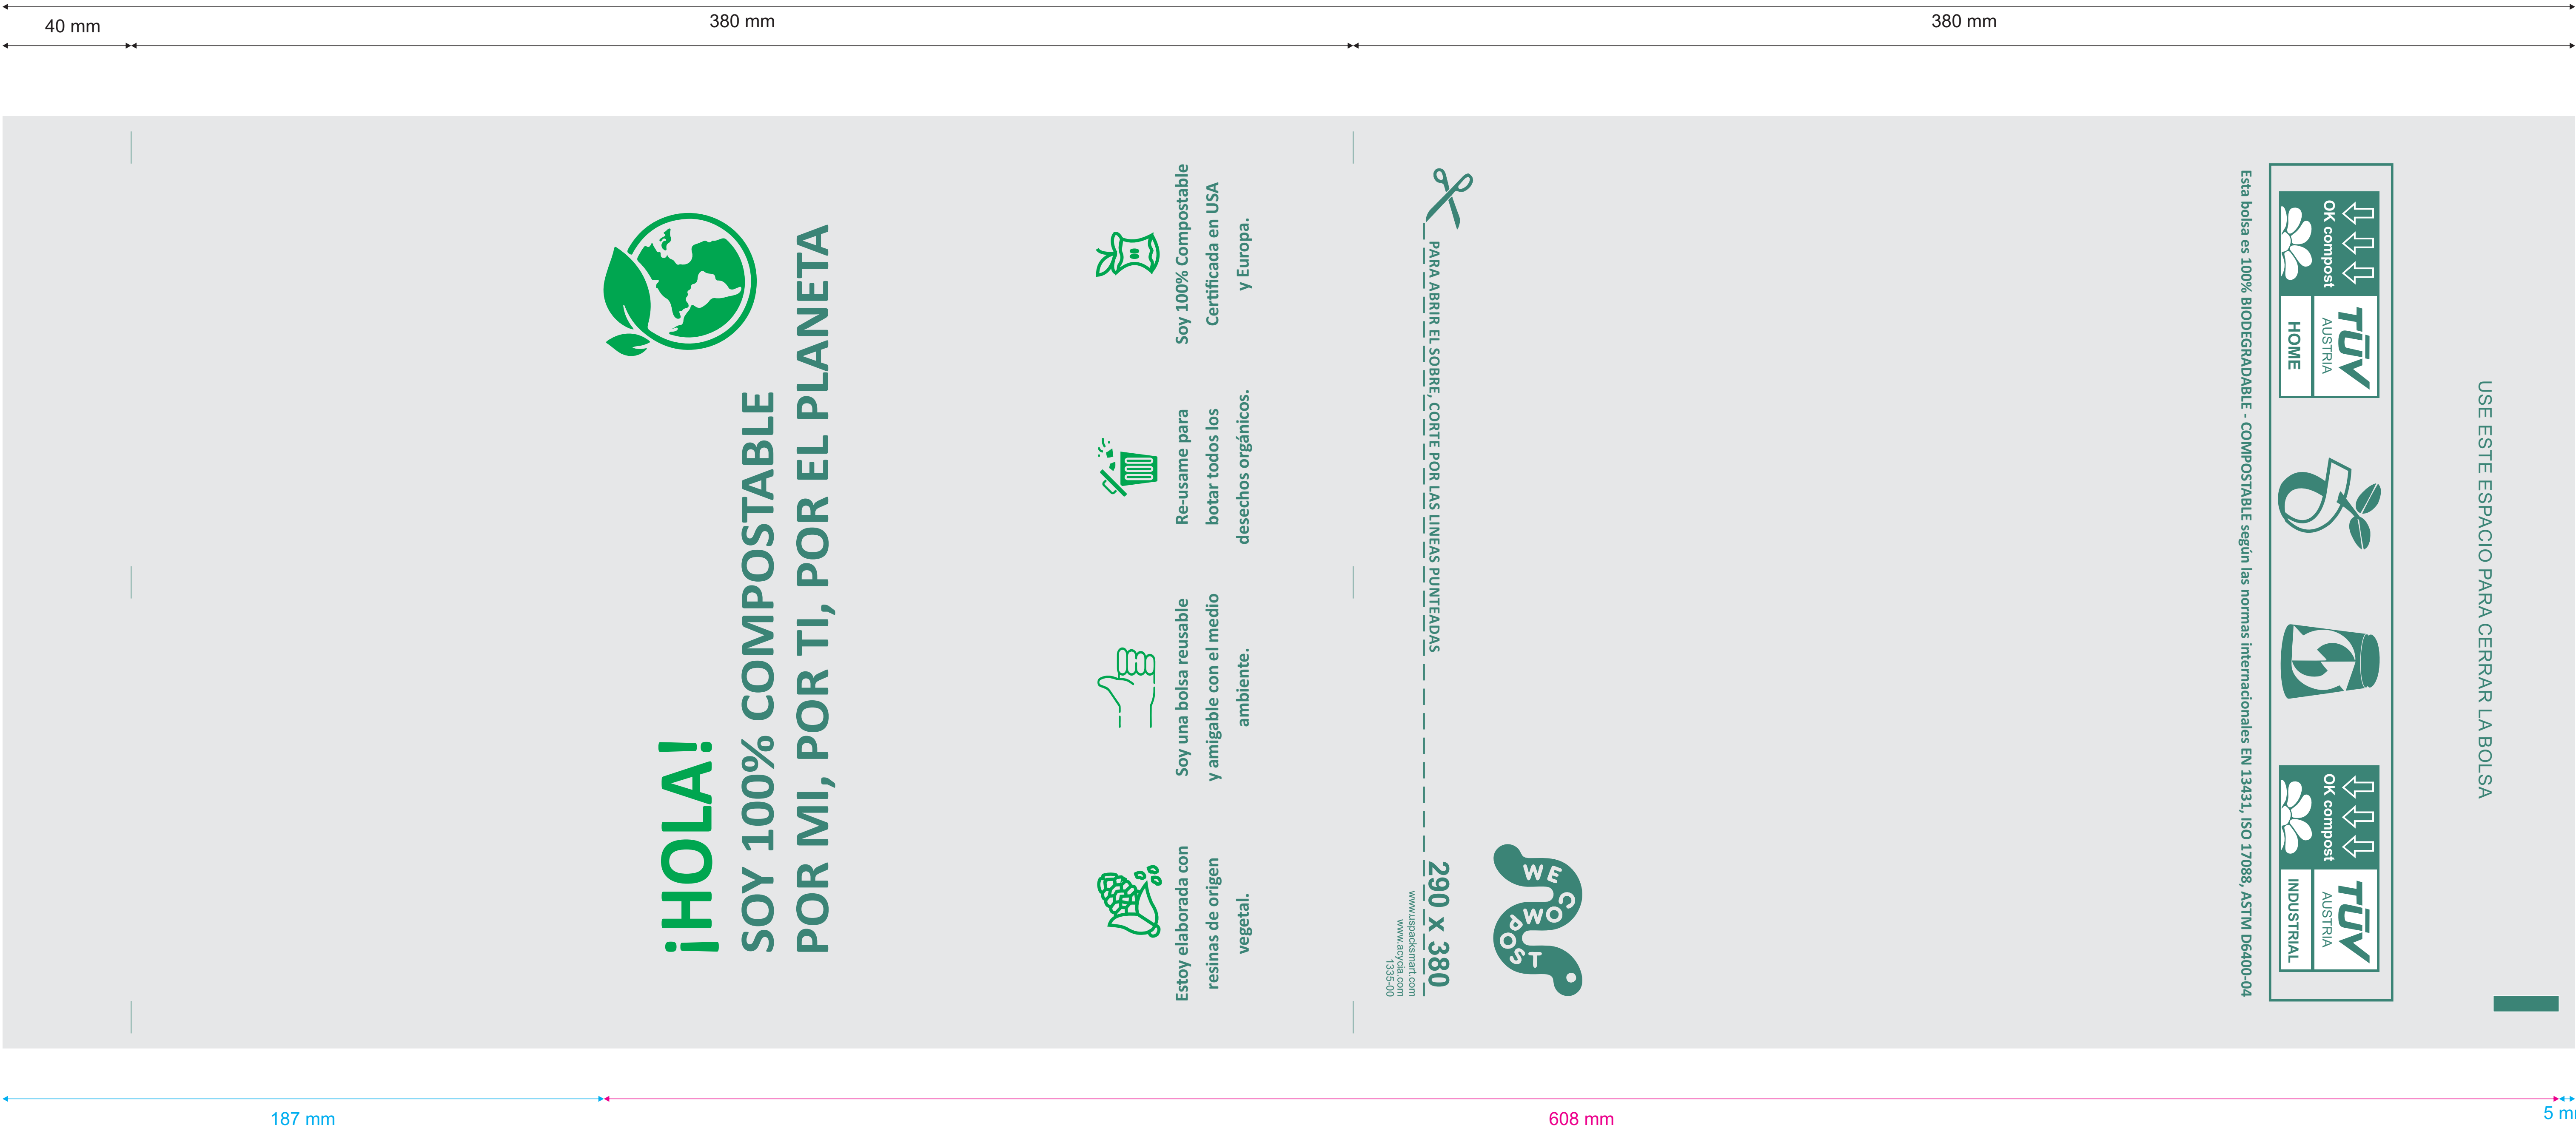 40 mm
380 mm
380 mm
¡HOLA!
SOY 100% COMPOSTABLE
POR MI, POR TI, POR EL PLANETA
Estoy elaborada con
resinas de origen
vegetal.
Soy una bolsa reusable
y amigable con el medio
ambiente.
Re-usame para
botar todos los
desechos orgánicos.
Soy 100% Compostable
Certificada en USA
y Europa.
PARA ABRIR EL SOBRE, CORTE POR LAS LINEAS PUNTEADAS
290 x 380
www.uspacksmart.com
www.acycia.com
1335-00
WE
COMPOST
Esta bolsa es 100% BIODEGRADABLE - COMPOSTABLE según las normas internacionales EN 13431, ISO 17088, ASTM D6400-04
OK compost
TÜV
AUSTRIA
HOME
OK compost
TÜV
AUSTRIA
INDUSTRIAL
USE ESTE ESPACIO PARA CERRAR LA BOLSA
187 mm
608 mm
5 m